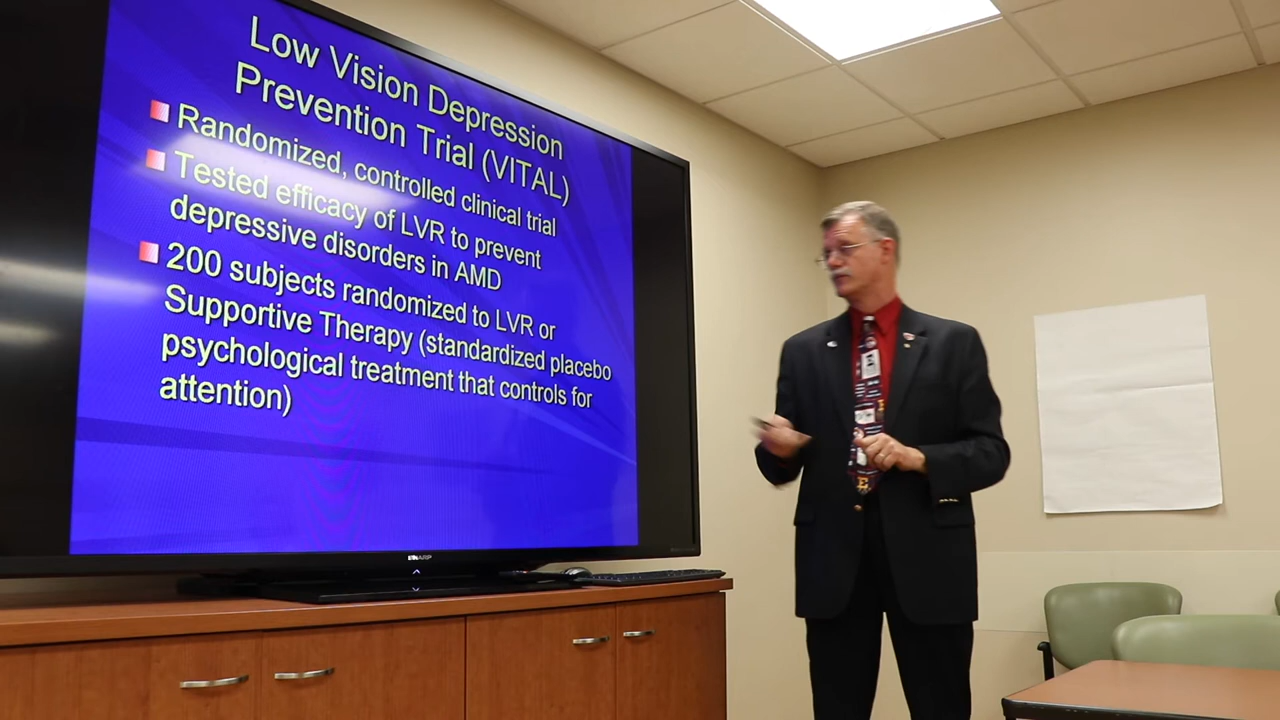 Low Vision Depression
Prevention Trial (VITAL)
Randomized, controlled clinical trial
Tested efficacy of LVR to prevent
depressive disorders in AMD
200 subjects randomized to LVR or
Supportive Therapy (standardized placebo
psychological treatment that controls for
attention)
E